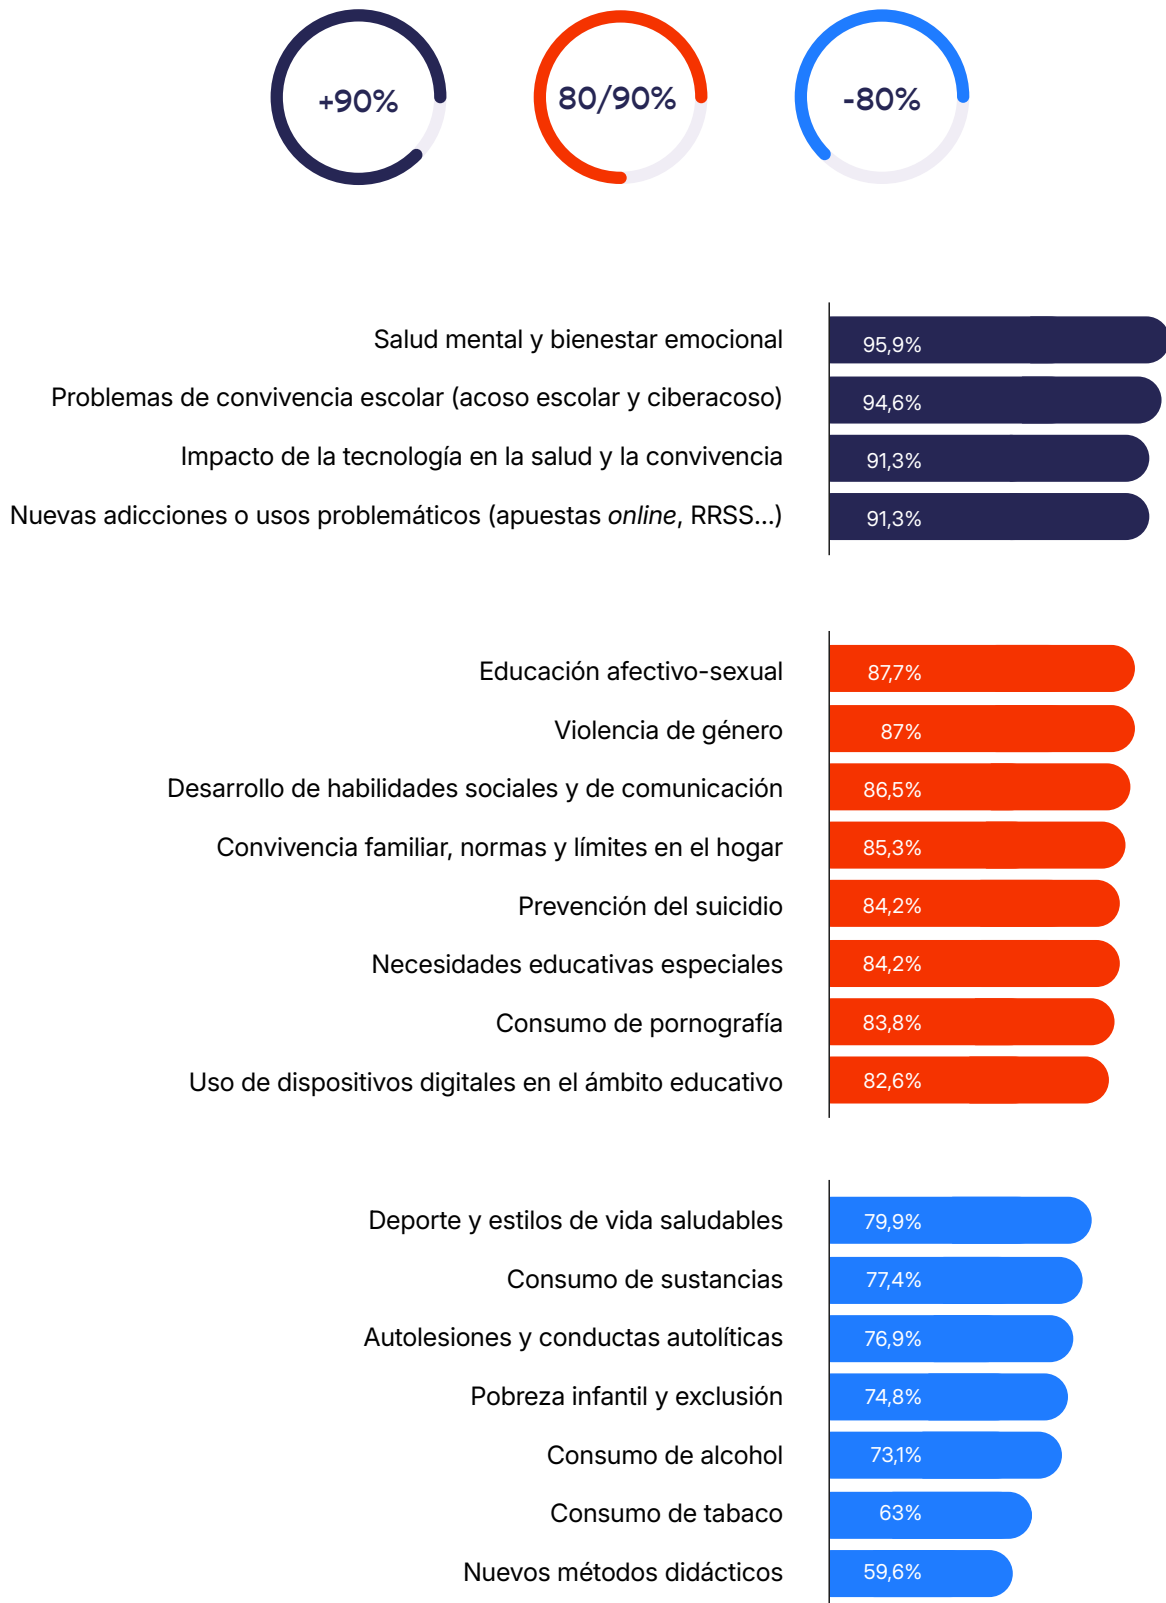 +90%
80/90%
-80%
Salud mental y bienestar emocional 95,9%
Problemas de convivencia escolar (acoso escolar y ciberacoso) 94,6%
Impacto de la tecnología en la salud y la convivencia 91,3%
Nuevas adicciones o usos problemáticos (apuestas online, RRSS...) 91,3%
Educación afectivo-sexual 87,7%
Violencia de género 87%
Desarrollo de habilidades sociales y de comunicación 86,5%
Convivencia familiar, normas y límites en el hogar 85,3%
Prevención del suicidio 84,2%
Necesidades educativas especiales 84,2%
Consumo de pornografía 83,8%
Uso de dispositivos digitales en el ámbito educativo 82,6%
Deporte y estilos de vida saludables 79,9%
Consumo de sustancias 77,4%
Autolesiones y conductas autolíticas 76,9%
Pobreza infantil y exclusión 74,8%
Consumo de alcohol 73,1%
Consumo de tabaco 63%
Nuevos métodos didácticos 59,6%